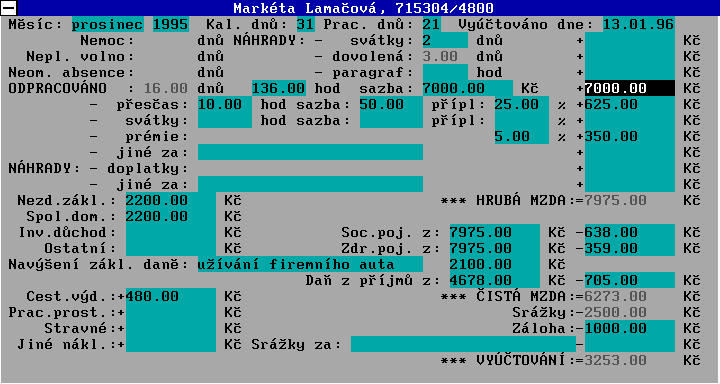 Markéta Lamačová, 715304/4800
Měsíc: prosinec 1995 Kal. dnů: 31 Prac. dnů: 21 Vyúčtováno dne: 13.01.96
Nemoc: dnů NÁHRADY: - svátky: 2 dnů + Kč
Nepl. volno: dnů - dovolená: 3.00 dnů + Kč
Neom. absence: dnů - paragraf: hod + Kč
ODPRACOVÁNO : 16.00 dnů 136.00 hod sazba: 7000.00 Kč +7000.00 Kč
- přesčas: 10.00 hod sazba: 50.00 přípl: 25.00 % +625.00 Kč
- svátky: hod sazba: přípl: % + Kč
- prémie: 5.00 % +350.00 Kč
- jiné za: + Kč
NÁHRADY: - doplatky: + Kč
- jiné za: + Kč
Nezd.zákl.: 2200.00 Kč *** HRUBÁ MZDA:=7975.00 Kč
Spol.dom.: 2200.00 Kč
Inv.důchod: Kč Soc.poj. z: 7975.00 Kč -638.00 Kč
Ostatní: Kč Zdr.poj. z: 7975.00 Kč -359.00 Kč
Navýšení zákl. daně: užívání firemního auta 2100.00 Kč
Daň z příjmů z: 4678.00 Kč -705.00 Kč
Cest.výd.:+480.00 Kč *** ČISTÁ MZDA:=6273.00 Kč
Prac.prost.:+ Kč Srážky:-2500.00 Kč
Stravné:+ Kč Záloha:-1000.00 Kč
Jiné nákl.:+ Kč Srážky za: - Kč
*** VYÚČTOVÁNÍ:=3253.00 Kč